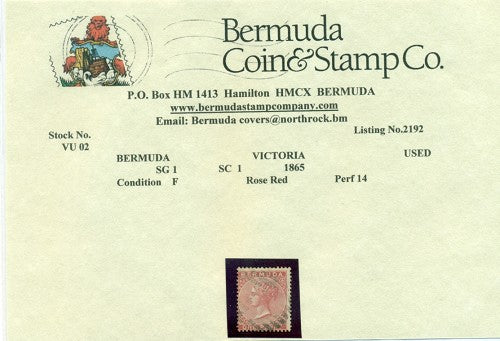 Bermuda
Coin & Stamp Co.
P.O. Box HM 1413 Hamilton HMCX BERMUDA
www.bermudastampcompany.com
Email: Bermuda covers@northrock.bm
Stock No. Listing No.2192
VU 02
BERMUDA VICTORIA USED
SG 1 SC 1 1865
Condition F Rose Red Perf 14
BERMUDA